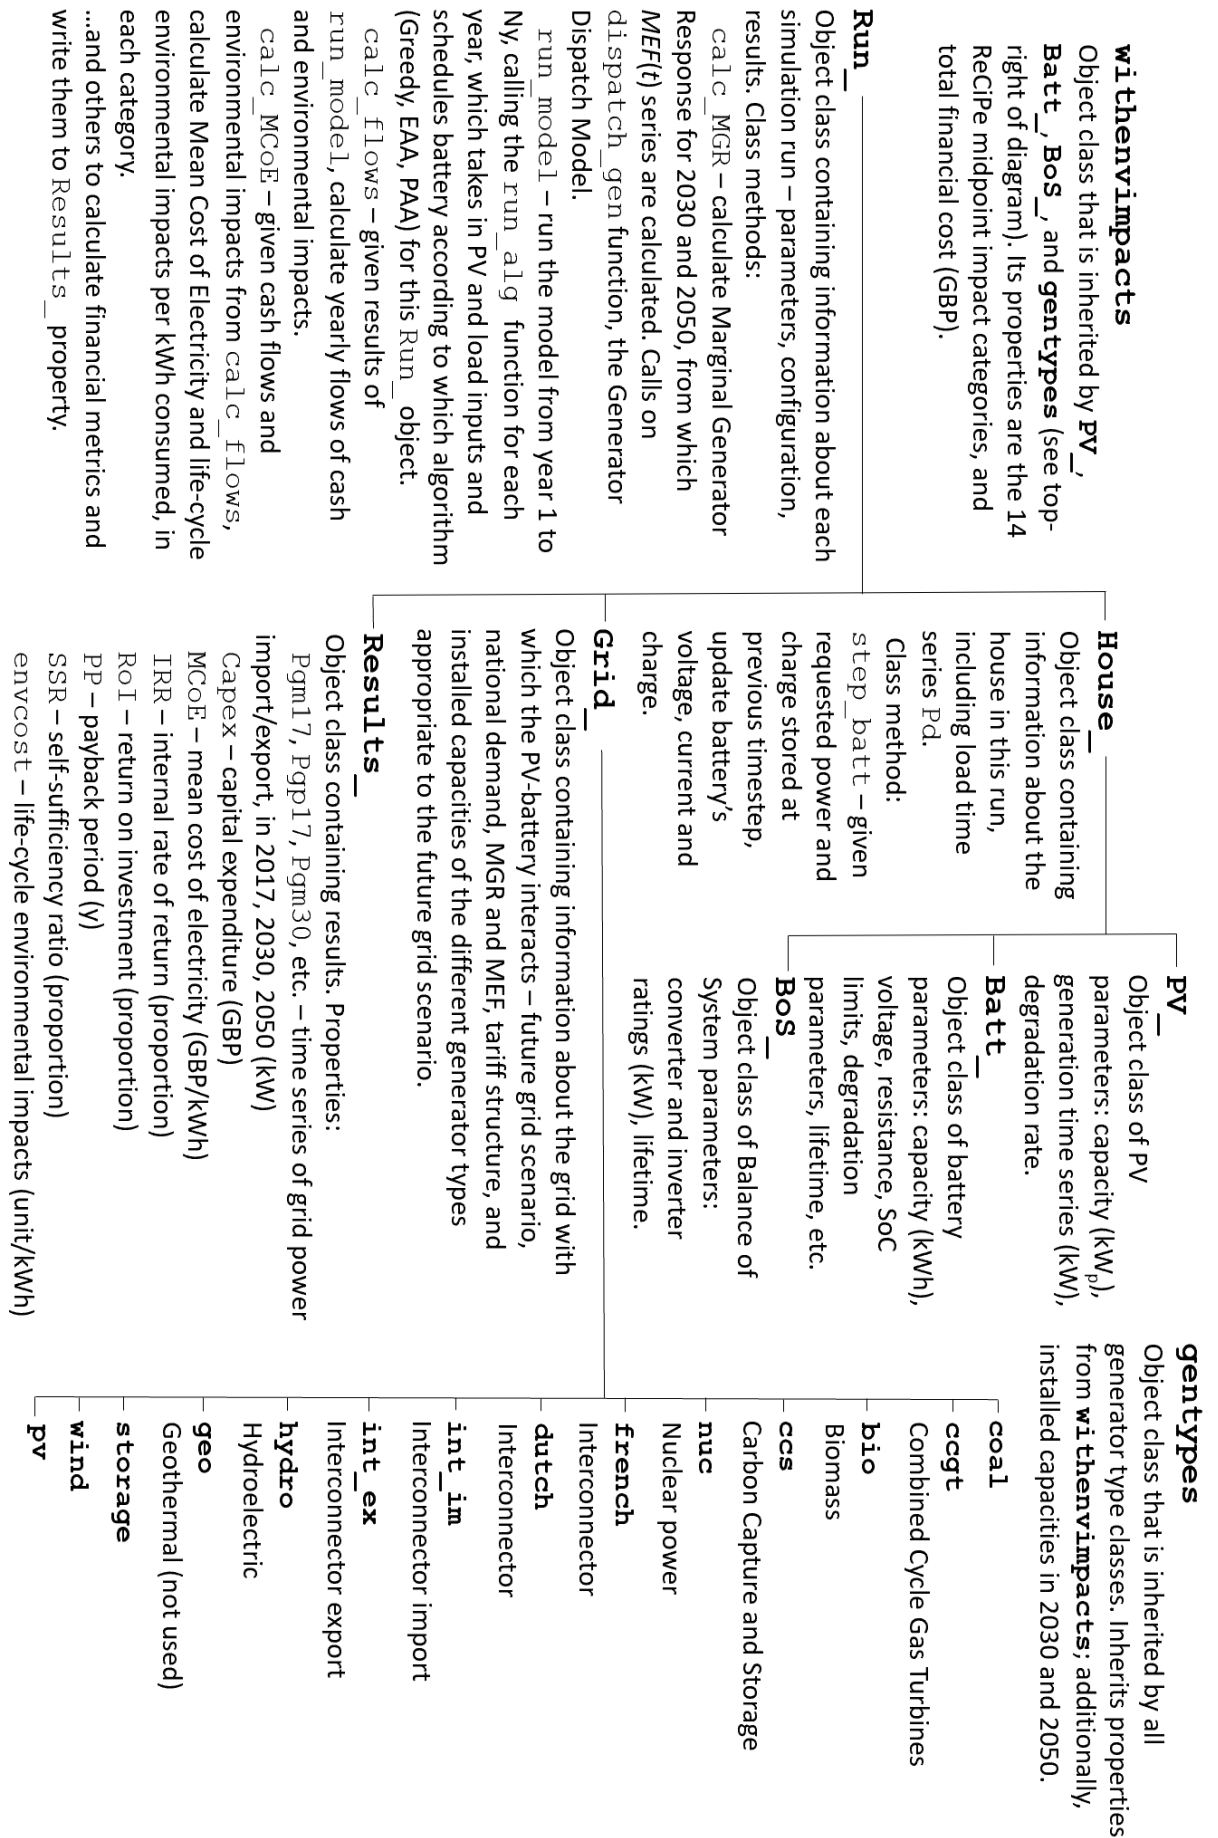 withenvimpacts
Object class that is inherited by PV_,
Batt_, BoS_, and gentypes (see top-
right of diagram). Its properties are the 14
ReCiPe midpoint impact categories, and
total financial cost (GBP).
Run_
Object class containing information about each
simulation run – parameters, configuration,
results. Class methods:
calc_MGR – calculate Marginal Generator
Response for 2030 and 2050, from which
MEF(t) series are calculated. Calls on
dispatch_gen function, the Generator
Dispatch Model.
run_model – run the model from year 1 to
Ny, calling the run_alg function for each
year, which takes in PV and load inputs and
schedules battery according to which algorithm
(Greedy, EAA, PAA) for this Run_ object.
calc_flows – given results of
run_model, calculate yearly flows of cash
and environmental impacts.
calc_MCoE – given cash flows and
environmental impacts from calc_flows,
calculate Mean Cost of Electricity and life-cycle
environmental impacts per kWh consumed, in
each category.
...and others to calculate financial metrics and
write them to Results_ property.
House_
Object class containing
information about the
house in this run,
including load time
series Pd.
Class method:
step_batt – given
requested power and
charge stored at
previous timestep,
update battery's
voltage, current and
charge.
Grid_
Object class containing information about the grid with
which the PV-battery interacts – future grid scenario,
national demand, MGR and MEF, tariff structure, and
installed capacities of the different generator types
appropriate to the future grid scenario.
Results_
Object class containing results. Properties:
Pgm17, Pgp17, Pgm30, etc. – time series of grid power
import/export, in 2017, 2030, 2050 (kW)
Capex – capital expenditure (GBP)
MCoE – mean cost of electricity (GBP/kWh)
IRR – internal rate of return (proportion)
RoI – return on investment (proportion)
PP – payback period (y)
SSR – self-sufficiency ratio (proportion)
envcost – life-cycle environmental impacts (unit/kWh)
PV_
Object class of PV
parameters: capacity (kWp),
generation time series (kW),
degradation rate.
Batt_
Object class of battery
parameters: capacity (kWh),
voltage, resistance, SoC
limits, degradation
parameters, lifetime, etc.
BoS_
Object class of Balance of
System parameters:
converter and inverter
ratings (kW), lifetime.
gentypes
Object class that is inherited by all
generator type classes. Inherits properties
from withenvimpacts; additionally,
installed capacities in 2030 and 2050.
coal
ccgt
Combined Cycle Gas Turbines
bio
Biomass
ccs
Carbon Capture and Storage
nuc
Nuclear power
french
Interconnector
dutch
Interconnector
int_im
Interconnector import
int_ex
Interconnector export
hydro
Hydroelectric
geo
Geothermal (not used)
storage
wind
pv